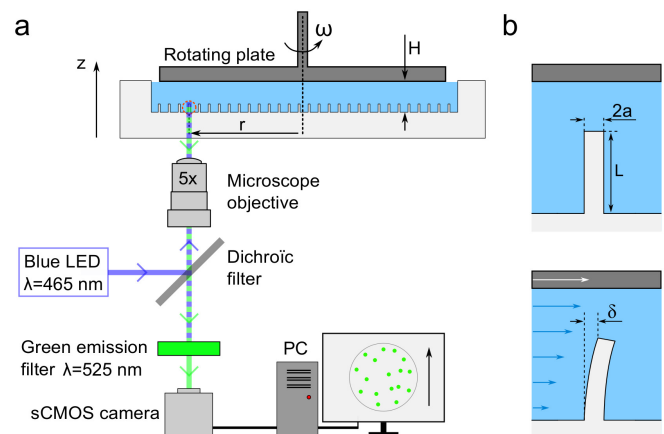 a
b
ω
Rotating plate
H
z
r
2a
L
5x
Microscope
objective
Dichroïc
filter
Blue LED
λ=465 nm
δ
Green emission
filter λ=525 nm
PC
sCMOS camera